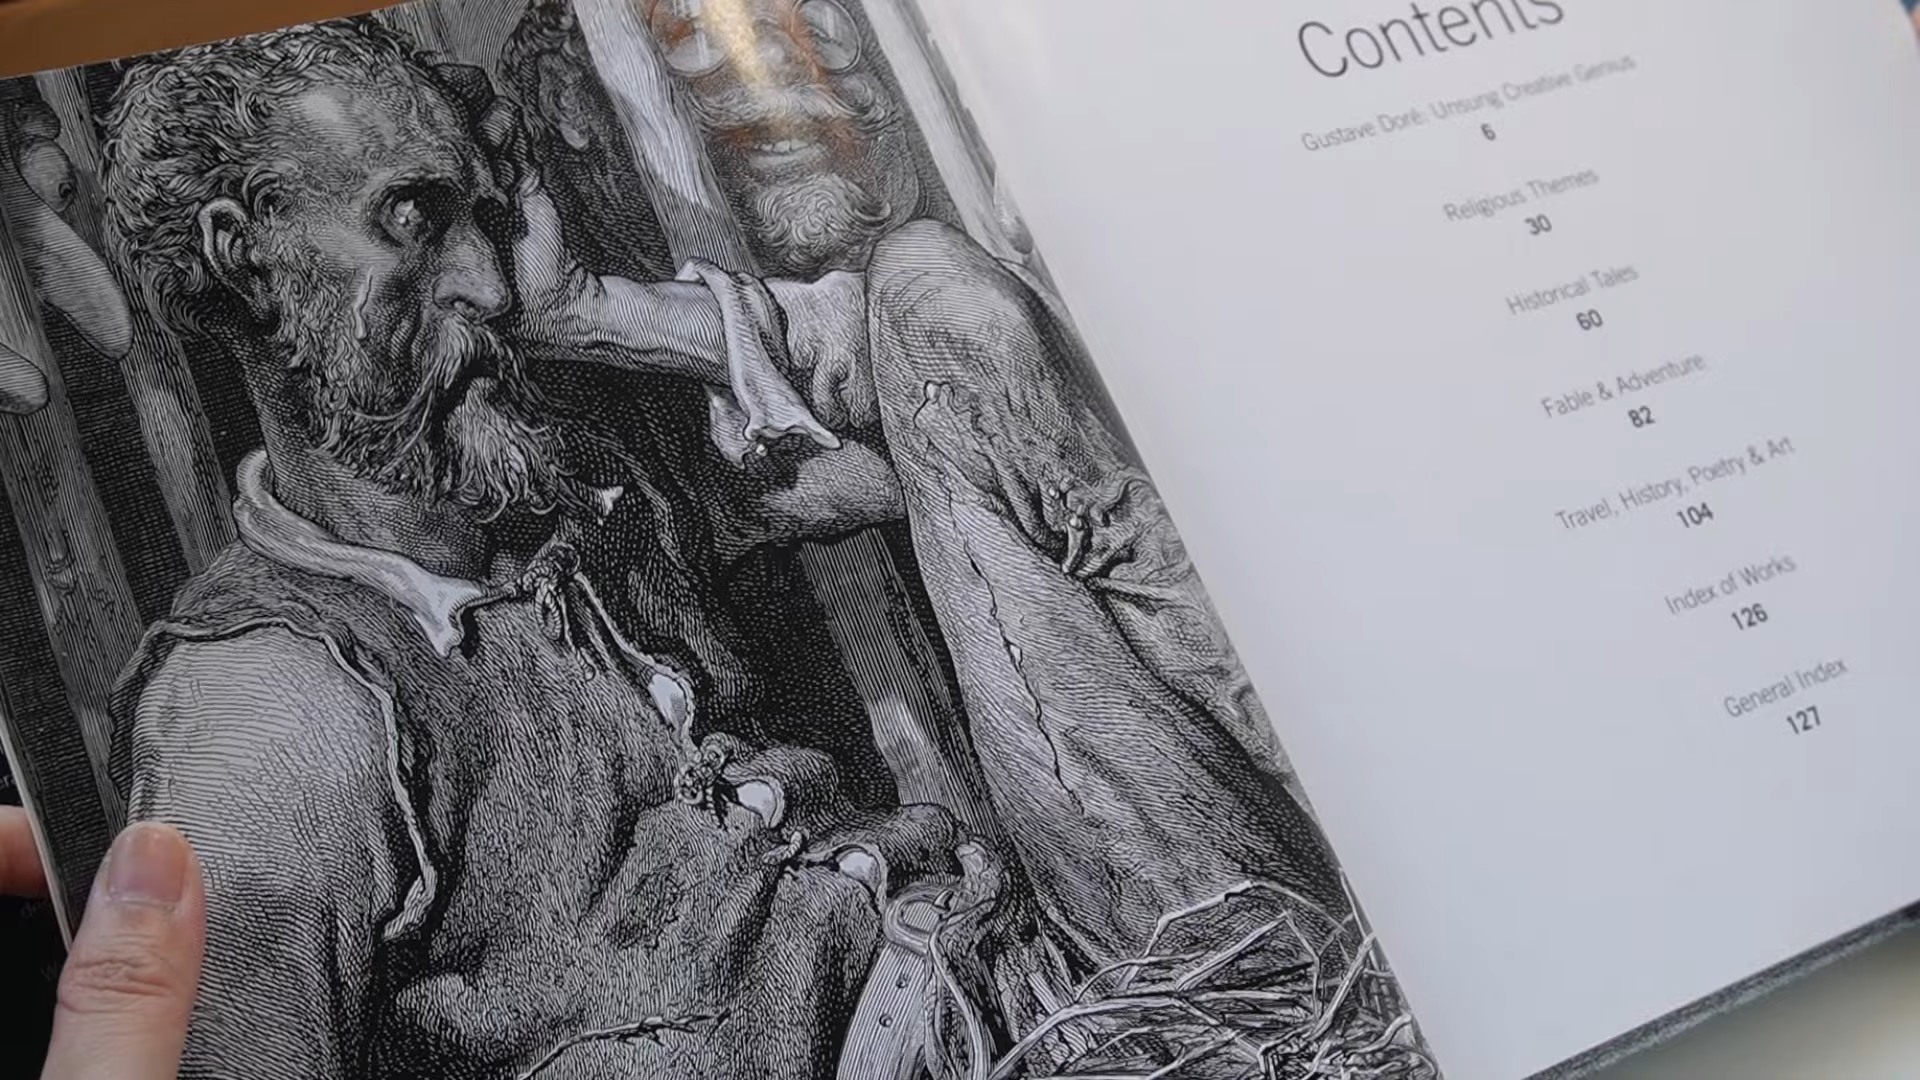 Contents
Gustave Doré: Unsung Creative Genius
6
Religious Themes
30
Historical Tales
60
Fable & Adventure
82
Travel, History, Poetry & Art
104
Index of Works
126
General Index
127